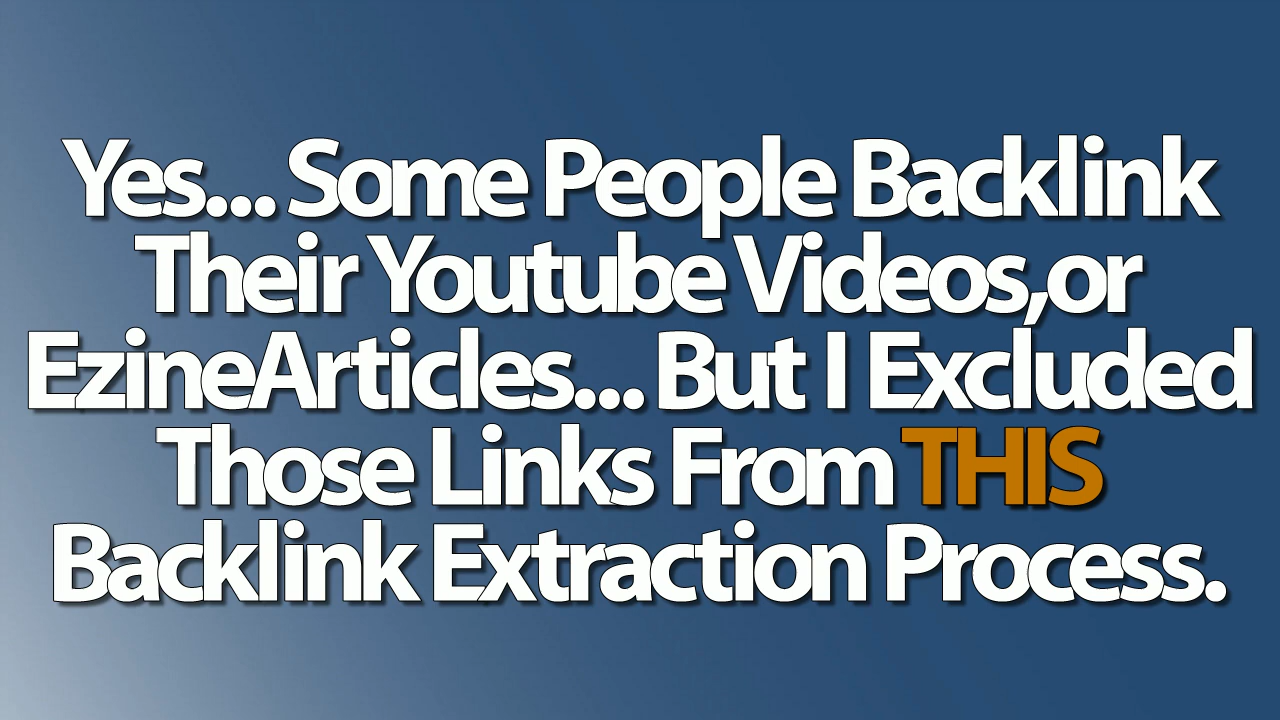 Yes... Some People Backlink
Their Youtube Videos,or
EzineArticles... But I Excluded
Those Links From THIS
Backlink Extraction Process.